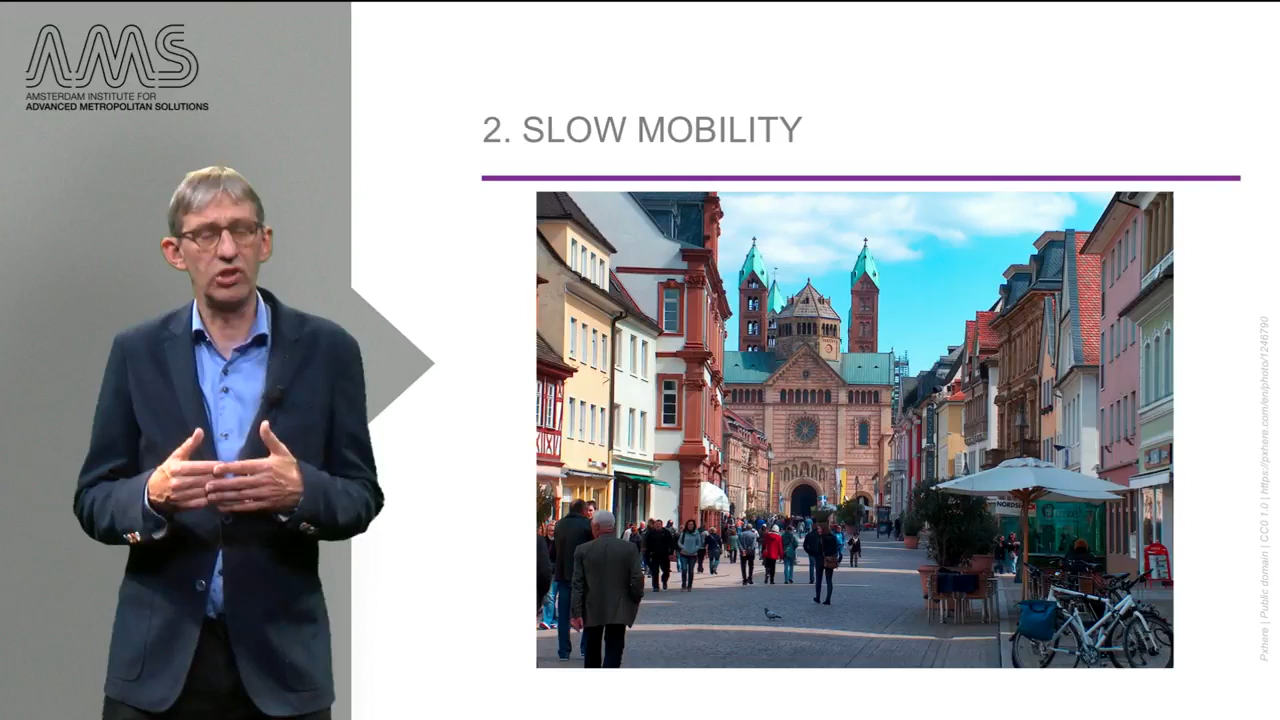 AMS
AMSTERDAM INSTITUTE FOR
ADVANCED METROPOLITAN SOLUTIONS
2. SLOW MOBILITY
NORDSEE
Pxhere | Public domain | CC0 1.0 | https://pxhere.com/en/photo/1246790